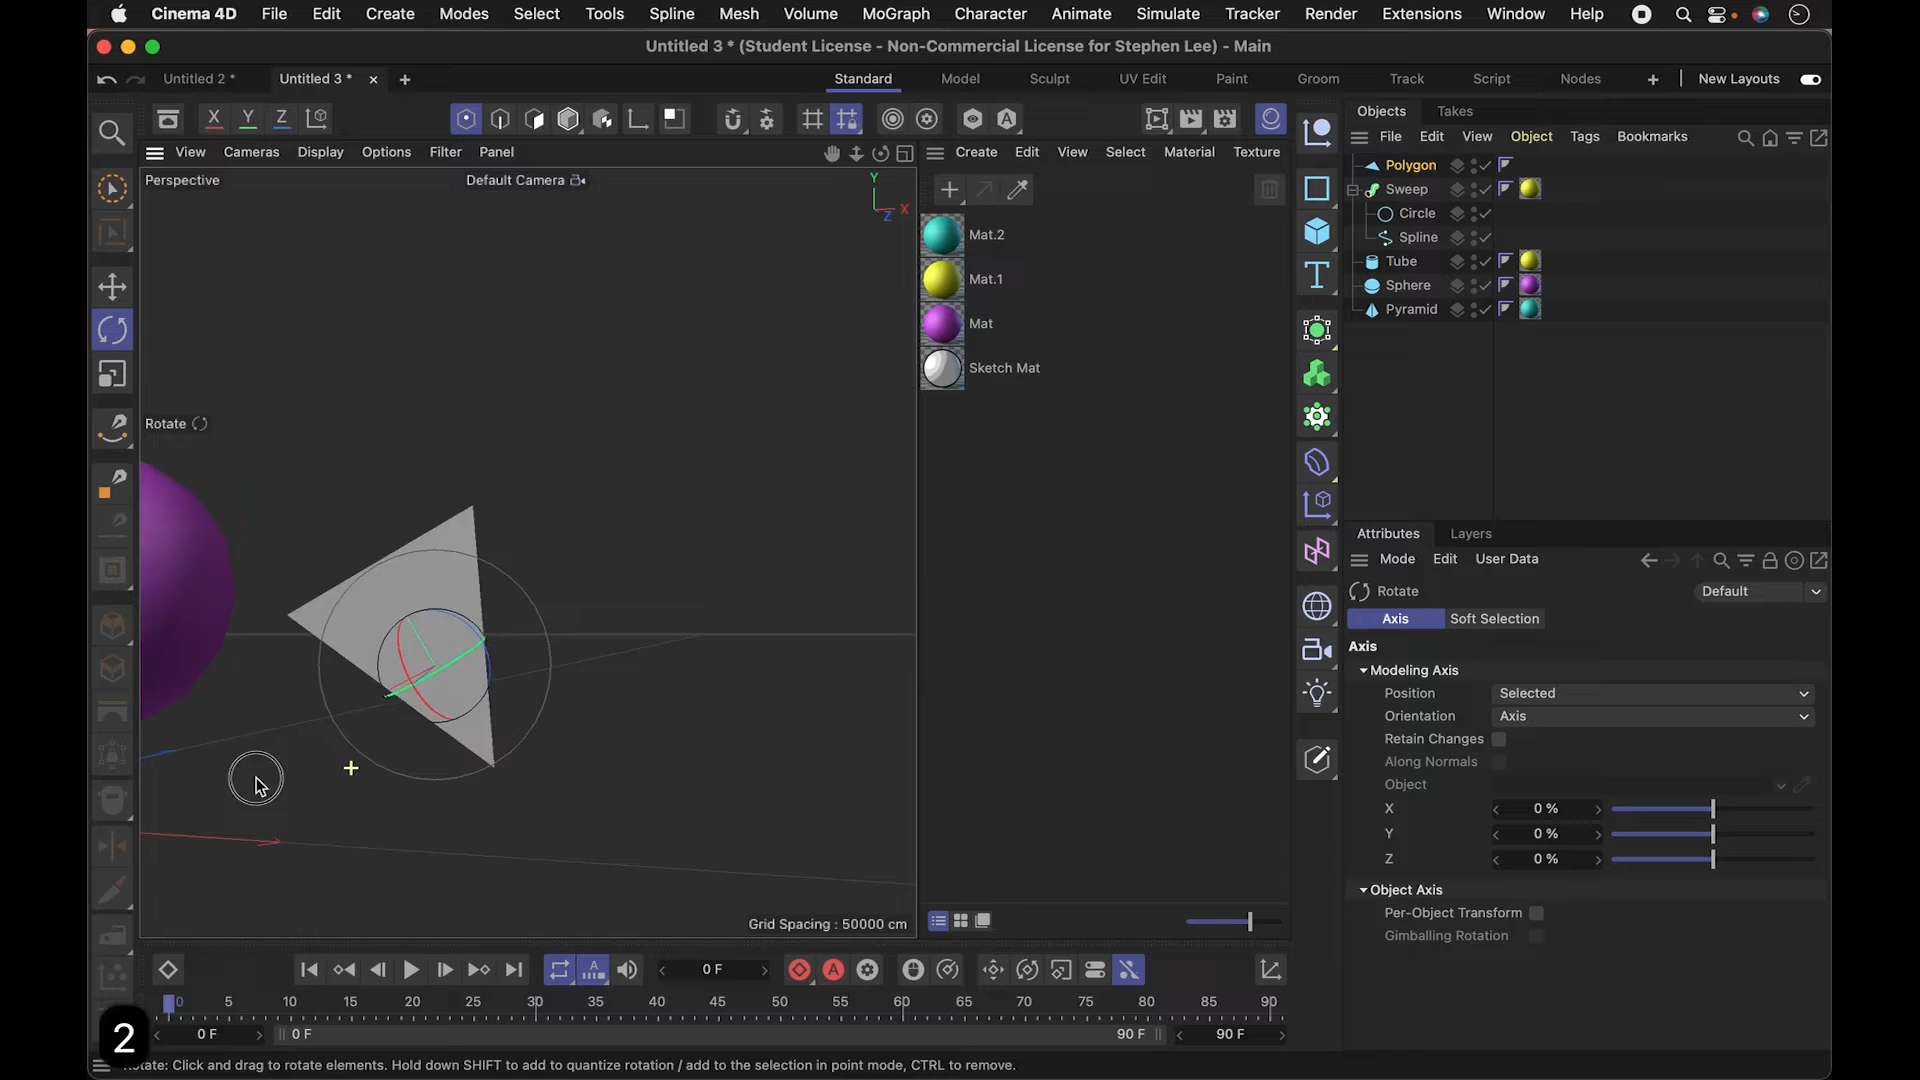 Cinema 4D File Edit Create Modes Select Tools Spline Mesh Volume MoGraph Character Animate Simulate Tracker Render Extensions Window Help
Untitled 3 * (Student License - Non-Commercial License for Stephen Lee) - Main
Untitled 2 * Untitled 3 * Standard Model Sculpt UV Edit Paint Groom Track Script Nodes New Layouts
X Y Z
Objects Takes
File Edit View Object Tags Bookmarks
View Cameras Display Options Filter Panel
Create Edit View Select Material Texture
Perspective
Default Camera
Y
X
Z
Mat.2
Mat.1
Mat
Sketch Mat
Polygon
Sweep
Circle
Spline
Tube
Sphere
Pyramid
Rotate
Grid Spacing : 50000 cm
Attributes Layers
Mode Edit User Data
Rotate Default
Axis Soft Selection
Axis
Modeling Axis
Position Selected
Orientation Axis
Retain Changes
Along Normals
Object
X 0 %
Y 0 %
Z 0 %
Object Axis
Per-Object Transform
Gimballing Rotation
0 F
0 5 10 15 20 25 30 35 40 45 50 55 60 65 70 75 80 85 90
0 F 0 F 90 F 90 F
2
Rotate: Click and drag to rotate elements. Hold down SHIFT to add to quantize rotation / add to the selection in point mode, CTRL to remove.